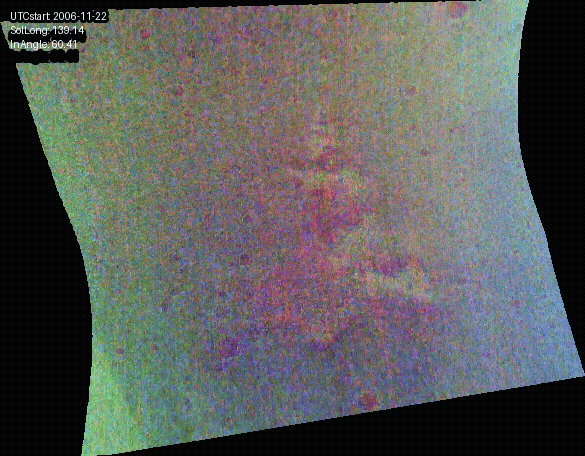 UTCstart: 2006-11-22
SolLong: 139.14
InAngle: 60.41